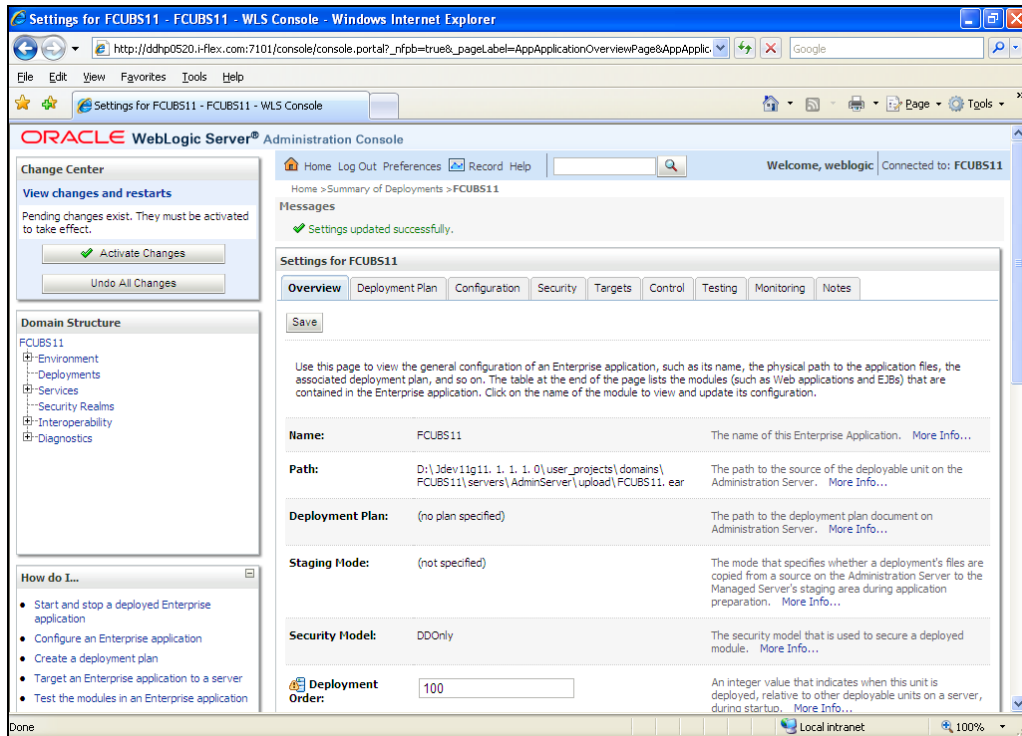 Settings for FCUBS11 - FCUBS11 - WLS Console - Windows Internet Explorer
http://ddhp0520.i-flex.com:7101/console/console.portal?_nfpb=true&_pageLabel=AppApplicationOverviewPage&AppApplic
Google
File Edit View Favorites Tools Help
Settings for FCUBS11 - FCUBS11 - WLS Console
Page Tools
ORACLE WebLogic Server® Administration Console
Change Center
View changes and restarts
Pending changes exist. They must be activated
to take effect.
Activate Changes
Undo All Changes
Domain Structure
FCUBS11
Environment
Deployments
Services
Security Realms
Interoperability
Diagnostics
How do I...
Start and stop a deployed Enterprise
application
Configure an Enterprise application
Create a deployment plan
Target an Enterprise application to a server
Test the modules in an Enterprise application
Home Log Out Preferences Record Help
Welcome, weblogic Connected to: FCUBS11
Home >Summary of Deployments >FCUBS11
Messages
Settings updated successfully.
Settings for FCUBS11
Overview Deployment Plan Configuration Security Targets Control Testing Monitoring Notes
Save
Use this page to view the general configuration of an Enterprise application, such as its name, the physical path to the application files, the
associated deployment plan, and so on. The table at the end of the page lists the modules (such as Web applications and EJBs) that are
contained in the Enterprise application. Click on the name of the module to view and update its configuration.
Name: FCUBS11 The name of this Enterprise Application. More Info...
Path: D:\Jdev11g11. 1. 1. 1. 0\user_projects\domains\ The path to the source of the deployable unit on the
FCUBS11\servers\AdminServer\upload\FCUBS11. ear Administration Server. More Info...
Deployment Plan: (no plan specified) The path to the deployment plan document on
Administration Server. More Info...
Staging Mode: (not specified) The mode that specifies whether a deployment's files are
copied from a source on the Administration Server to the
Managed Server's staging area during application
preparation. More Info...
Security Model: DDOnly The security model that is used to secure a deployed
module. More Info...
Deployment 100 An integer value that indicates when this unit is
Order: deployed, relative to other deployable units on a server,
during startup. More Info...
Done Local intranet 100%